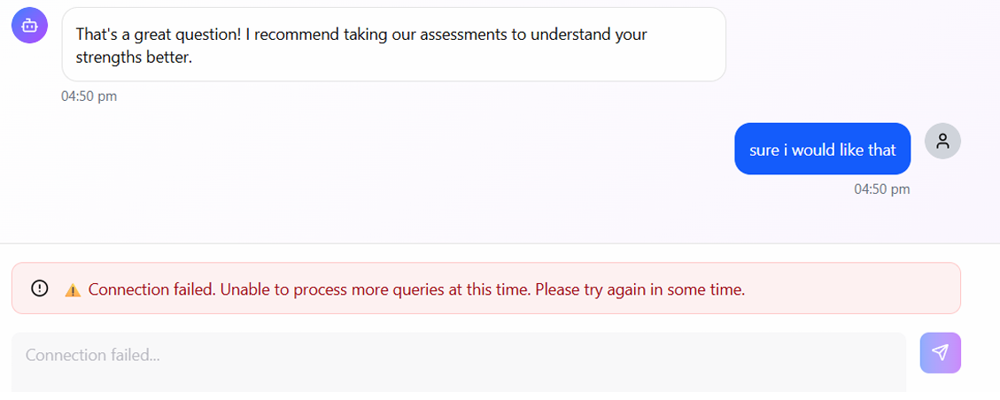 That's a great question! I recommend taking our assessments to understand your
strengths better.
04:50 pm
sure i would like that
04:50 pm
⚠️ Connection failed. Unable to process more queries at this time. Please try again in some time.
Connection failed...